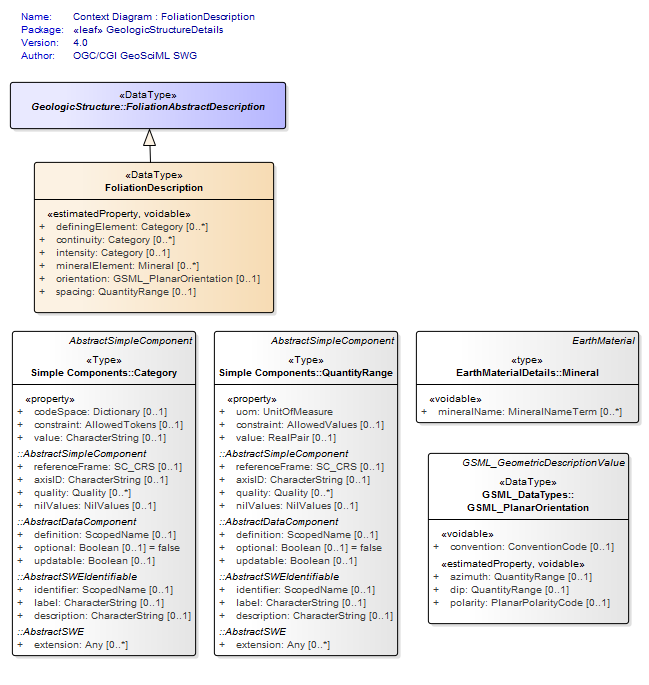 Name: Context Diagram : FoliationDescription
Package: «leaf» GeologicStructureDetails
Version: 4.0
Author: OGC/CGI GeoSciML SWG
«DataType»
GeologicStructure::FoliationAbstractDescription
«DataType»
FoliationDescription
«estimatedProperty, voidable»
+ definingElement: Category [0..*]
+ continuity: Category [0..*]
+ intensity: Category [0..1]
+ mineralElement: Mineral [0..*]
+ orientation: GSML_PlanarOrientation [0..1]
+ spacing: QuantityRange [0..1]
AbstractSimpleComponent
«Type»
Simple Components::Category
«property»
+ codeSpace: Dictionary [0..1]
+ constraint: AllowedTokens [0..1]
+ value: CharacterString [0..1]
::AbstractSimpleComponent
+ referenceFrame: SC_CRS [0..1]
+ axisID: CharacterString [0..1]
+ quality: Quality [0..*]
+ nilValues: NilValues [0..1]
::AbstractDataComponent
+ definition: ScopedName [0..1]
+ optional: Boolean [0..1] = false
+ updatable: Boolean [0..1]
::AbstractSWEIdentifiable
+ identifier: ScopedName [0..1]
+ label: CharacterString [0..1]
+ description: CharacterString [0..1]
::AbstractSWE
+ extension: Any [0..*]
AbstractSimpleComponent
«Type»
Simple Components::QuantityRange
«property»
+ uom: UnitOfMeasure
+ constraint: AllowedValues [0..1]
+ value: RealPair [0..1]
::AbstractSimpleComponent
+ referenceFrame: SC_CRS [0..1]
+ axisID: CharacterString [0..1]
+ quality: Quality [0..*]
+ nilValues: NilValues [0..1]
::AbstractDataComponent
+ definition: ScopedName [0..1]
+ optional: Boolean [0..1] = false
+ updatable: Boolean [0..1]
::AbstractSWEIdentifiable
+ identifier: ScopedName [0..1]
+ label: CharacterString [0..1]
+ description: CharacterString [0..1]
::AbstractSWE
+ extension: Any [0..*]
EarthMaterial
«type»
EarthMaterialDetails::Mineral
«voidable»
+ mineralName: MineralNameTerm [0..*]
GSML_GeometricDescriptionValue
«DataType»
GSML_DataTypes::
GSML_PlanarOrientation
«voidable»
+ convention: ConventionCode [0..1]
«estimatedProperty, voidable»
+ azimuth: QuantityRange [0..1]
+ dip: QuantityRange [0..1]
+ polarity: PlanarPolarityCode [0..1]